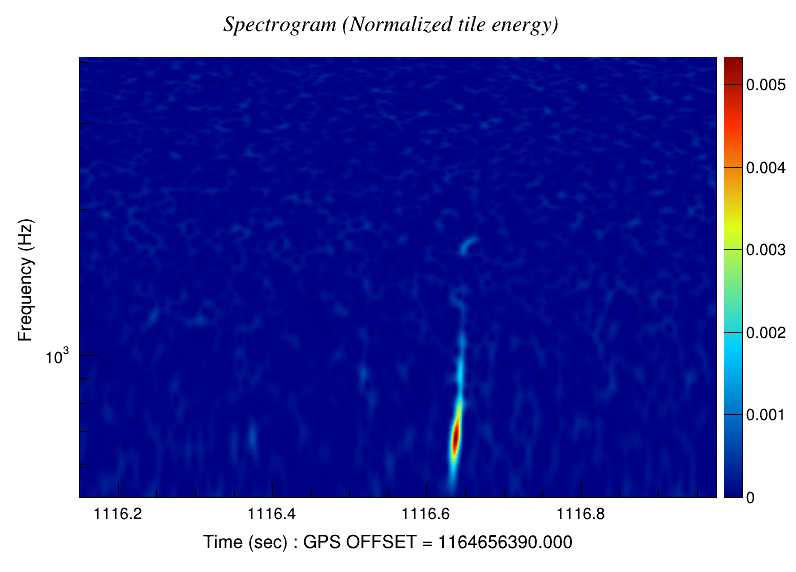 Spectrogram (Normalized tile energy)
0.005
0.004
0.003
0.002
0.001
0
Frequency (Hz)
10³
1116.2 1116.4 1116.6 1116.8
Time (sec) : GPS OFFSET = 1164656390.000